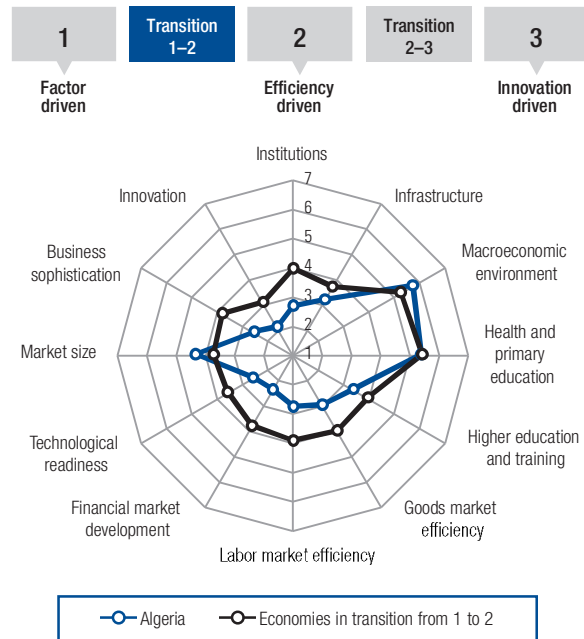 1
Transition
1–2
2
Transition
2–3
3
Factor
driven
Efficiency
driven
Innovation
driven
Institutions
Infrastructure
Macroeconomic
environment
Health and
primary
education
Higher education
and training
Goods market
efficiency
Labor market efficiency
Financial market
development
Technological
readiness
Market size
Business
sophistication
Innovation
7
6
5
4
3
2
1
Algeria
Economies in transition from 1 to 2